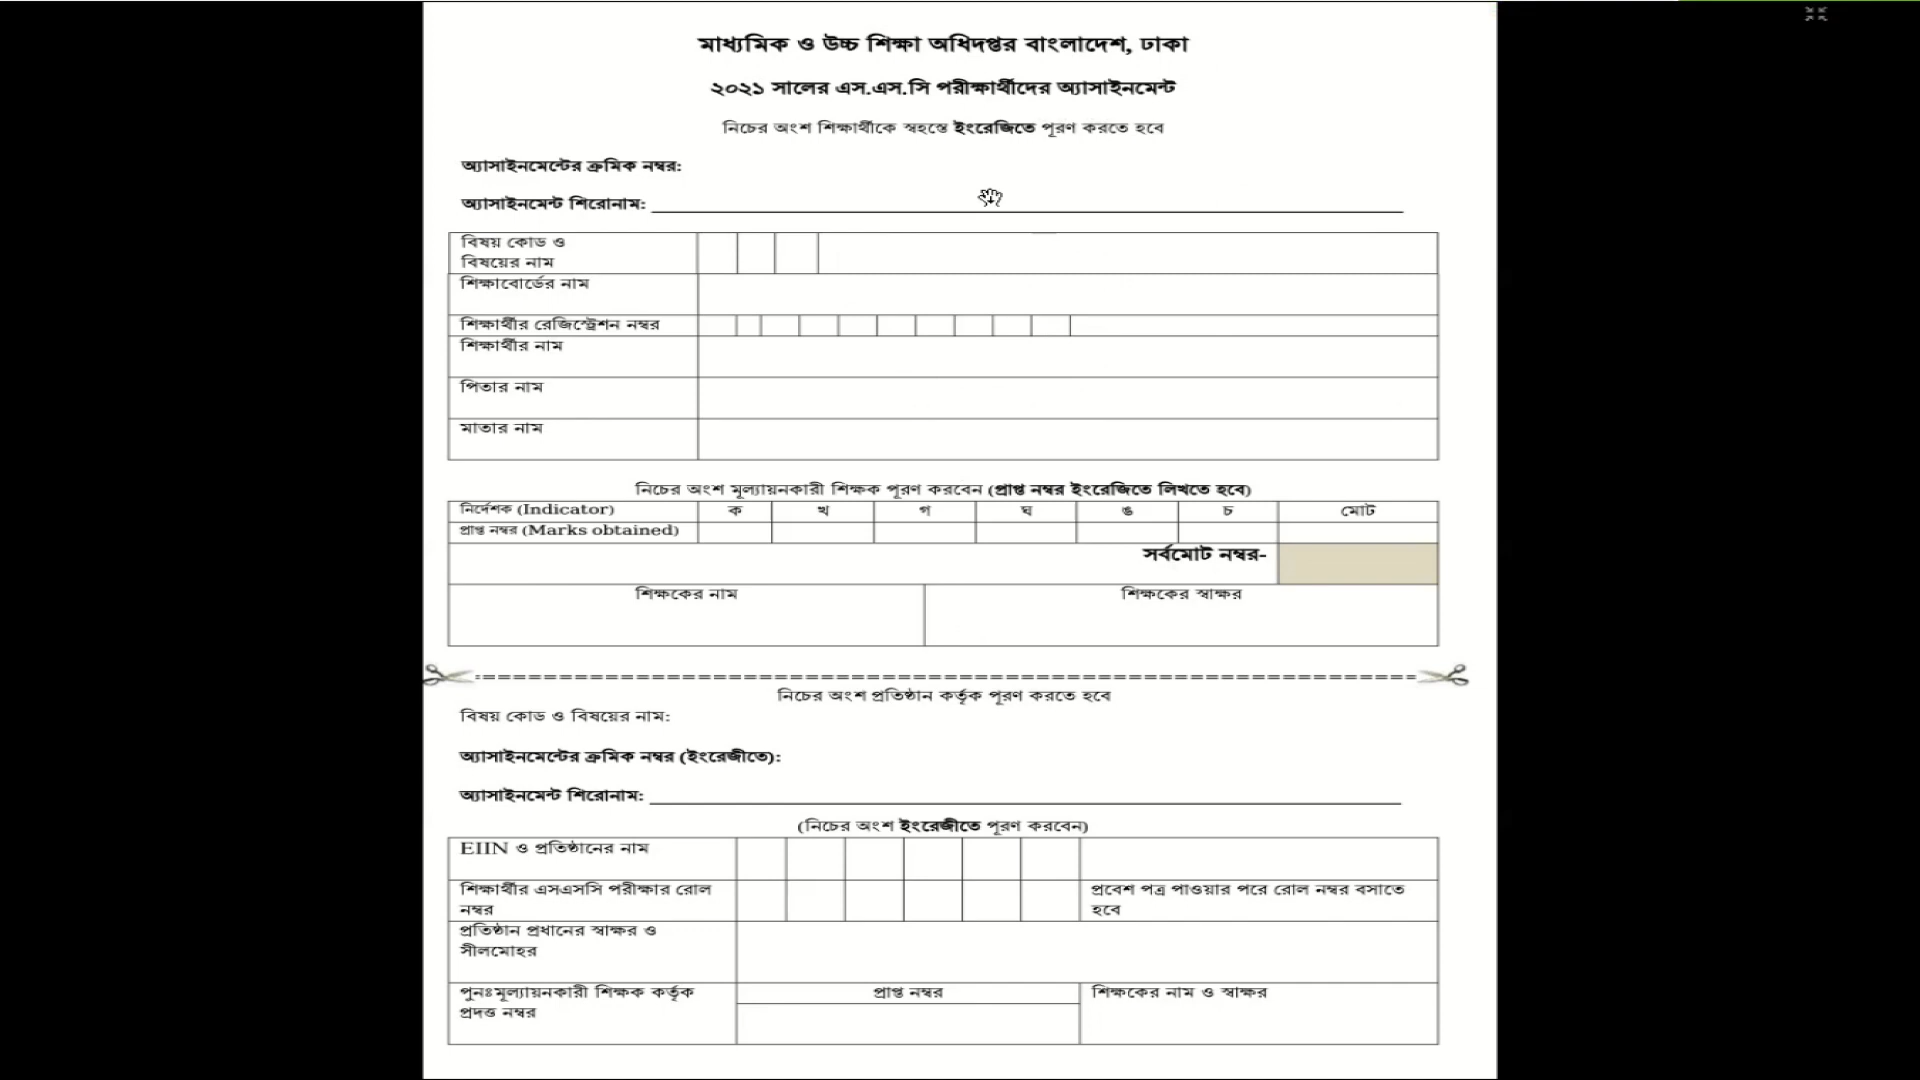 মাধ্যমিক ও উচ্চ শিক্ষা অধিদপ্তর বাংলাদেশ, ঢাকা
২০২১ সালের এস.এস.সি পরীক্ষার্থীদের অ্যাসাইনমেন্ট
নিচের অংশ শিক্ষার্থীকে স্বহস্তে ইংরেজিতে পূরণ করতে হবে
অ্যাসাইনমেন্টের ক্রমিক নম্বর:
অ্যাসাইনমেন্ট শিরোনাম:
বিষয় কোড ও
বিষয়ের নাম
শিক্ষাবোর্ডের নাম
শিক্ষার্থীর রেজিস্ট্রেশন নম্বর
শিক্ষার্থীর নাম
পিতার নাম
মাতার নাম
নিচের অংশ মূল্যায়নকারী শিক্ষক পূরণ করবেন (প্রাপ্ত নম্বর ইংরেজিতে লিখতে হবে)
নির্দেশক (Indicator) ক খ গ ঘ ঙ চ মোট
প্রাপ্ত নম্বর (Marks obtained)
সর্বমোট নম্বর-
শিক্ষকের নাম শিক্ষকের স্বাক্ষর
নিচের অংশ প্রতিষ্ঠান কর্তৃক পূরণ করতে হবে
বিষয় কোড ও বিষয়ের নাম:
অ্যাসাইনমেন্টের ক্রমিক নম্বর (ইংরেজীতে):
অ্যাসাইনমেন্ট শিরোনাম:
(নিচের অংশ ইংরেজীতে পূরণ করবেন)
EIIN ও প্রতিষ্ঠানের নাম
শিক্ষার্থীর এসএসসি পরীক্ষার রোল
নম্বর
প্রবেশ পত্র পাওয়ার পরে রোল নম্বর বসাতে
হবে
প্রতিষ্ঠান প্রধানের স্বাক্ষর ও
সীলমোহর
পুনঃমূল্যায়নকারী শিক্ষক কর্তৃক
প্রদত্ত নম্বর
প্রাপ্ত নম্বর
শিক্ষকের নাম ও স্বাক্ষর